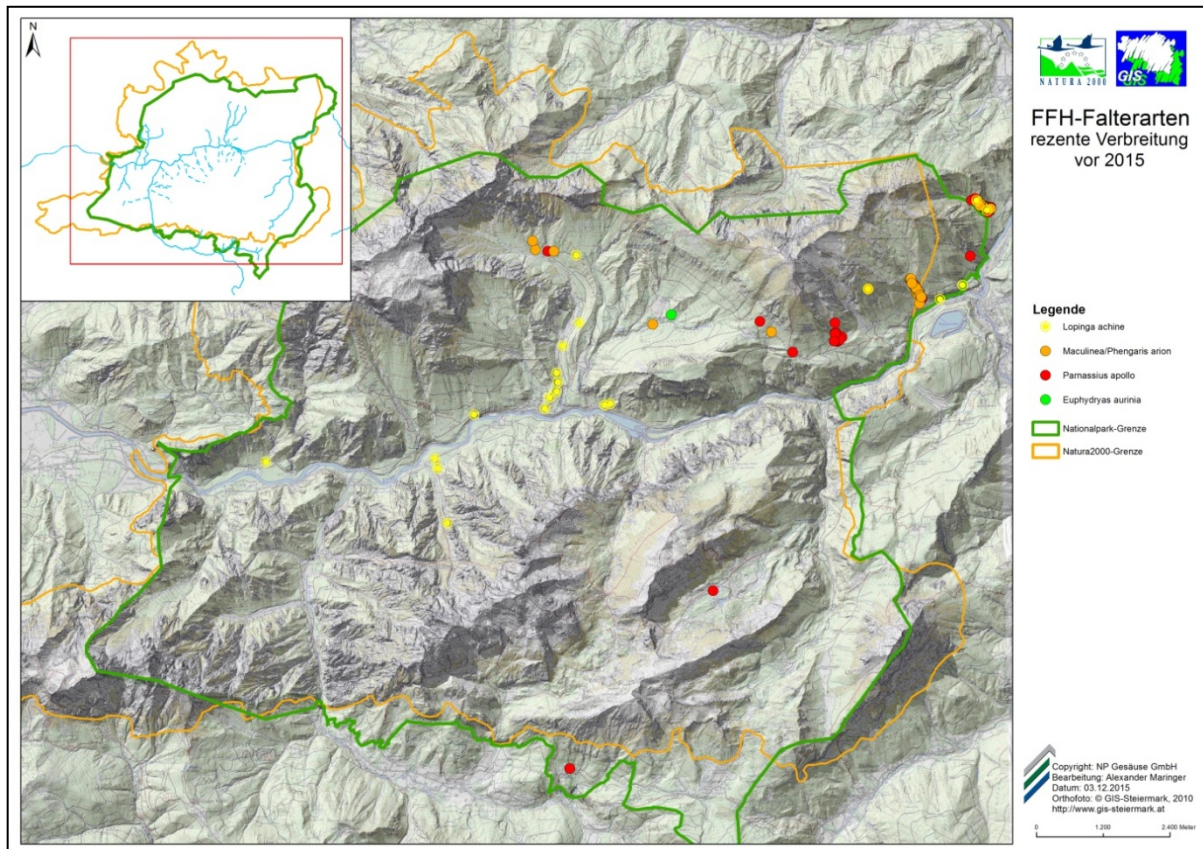 N
NATURA 2000
GIS
FFH-Falterarten
rezente Verbreitung
vor 2015
Legende
Lopinga achine
Maculinea/Phengaris arion
Parnassius apollo
Euphydryas aurinia
Nationalpark-Grenze
Natura2000-Grenze
Copyright: NP Gesäuse GmbH
Bearbeitung: Alexander Maringer
Datum: 03.12.2015
Orthofoto: © GIS-Steiermark, 2010
http://www.gis-steiermark.at
0 1.200 2.400 Meter